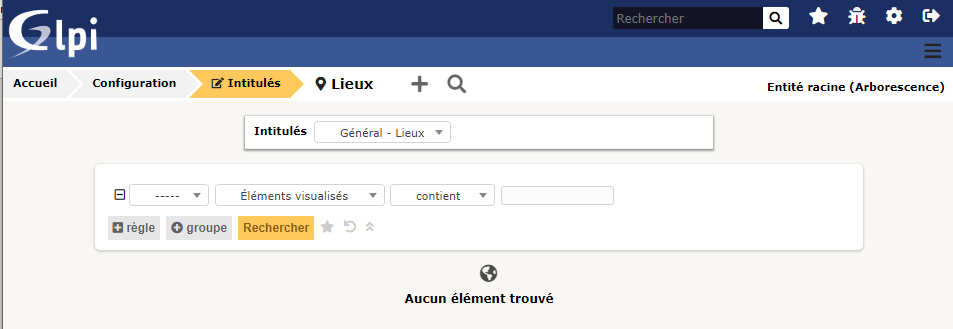 Glpi
Rechercher
Accueil Configuration Intitulés Lieux
Entité racine (Arborescence)
Intitulés Général - Lieux
----- Éléments visualisés contient
règle groupe Rechercher
Aucun élément trouvé